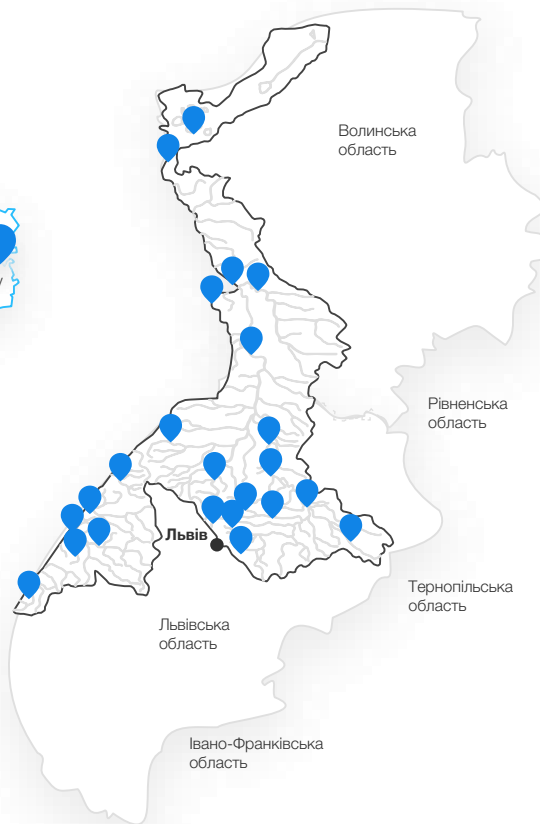 Волинська
область
Рівненська
область
Львів
Тернопільська
область
Львівська
область
Івано-Франківська
область